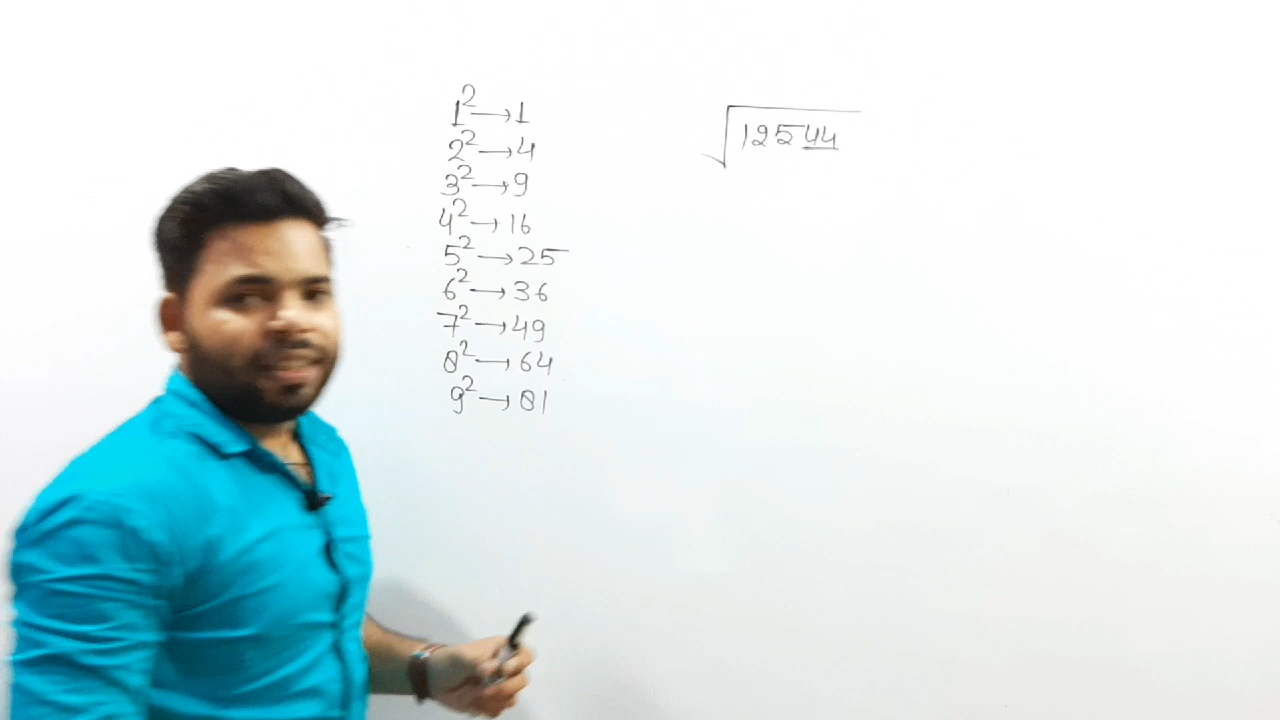 1² → 1
2² → 4
3² → 9
4² → 16
5² → 25
6² → 36
7² → 49
8² → 64
9² → 81
√12544